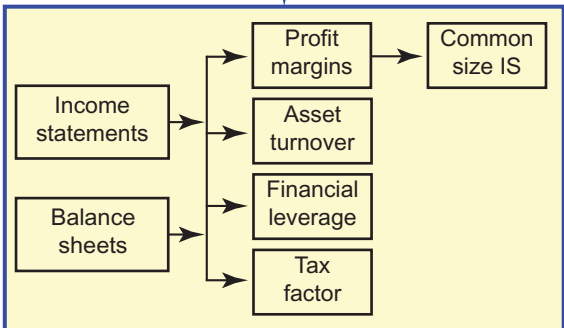 Profit
margins
Common
size IS
Income
statements
Asset
turnover
Financial
leverage
Balance
sheets
Tax
factor